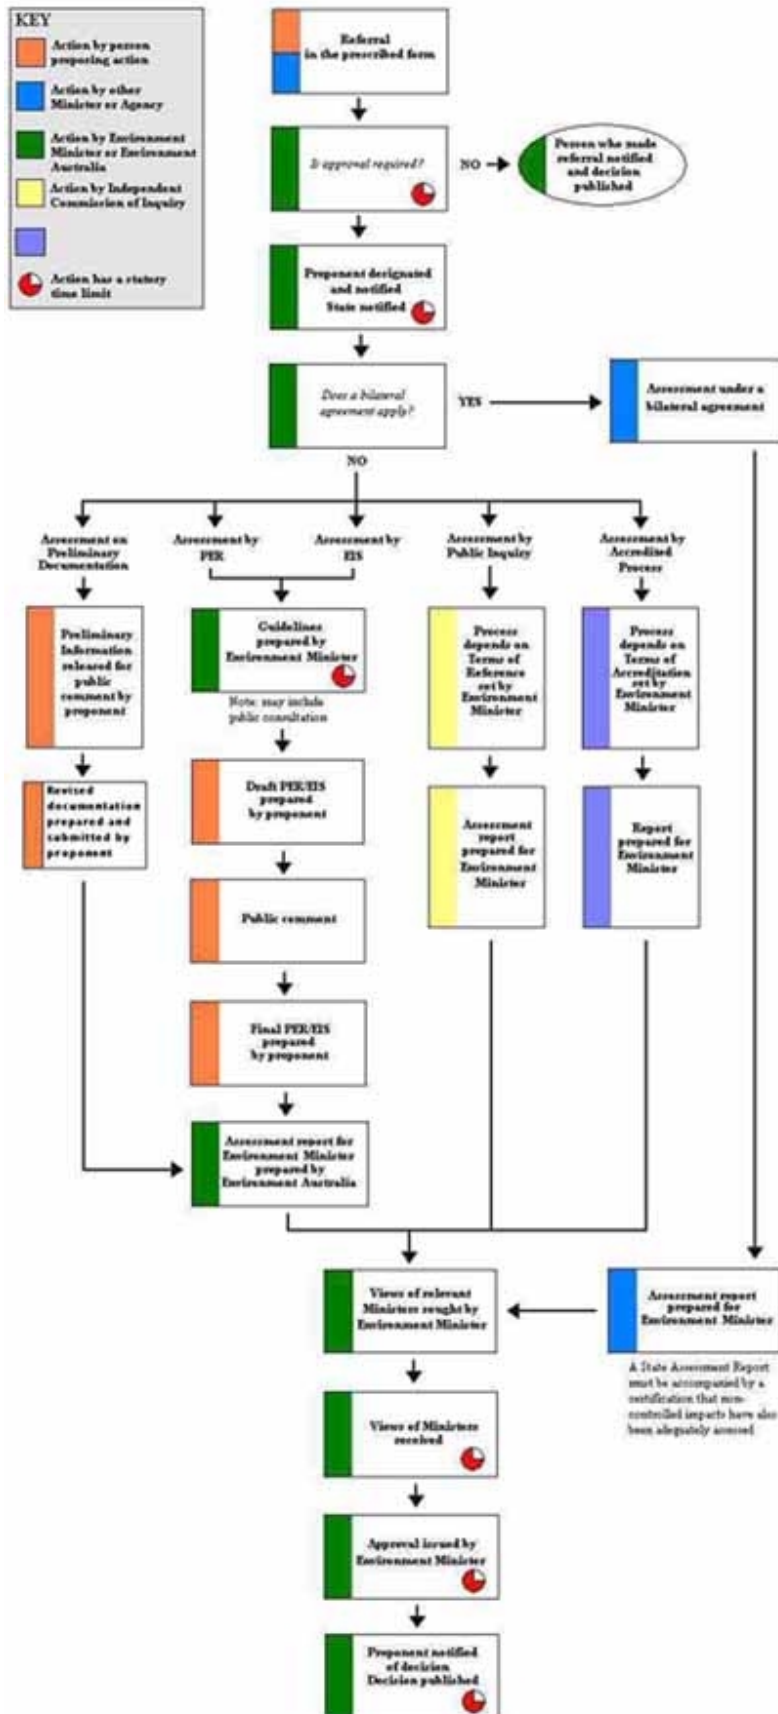 KEY
Action by person
preparing action
Action by other
Minister or Agency
Action by Environment
Minister or Environment
Australia
Action by Independent
Commission of Inquiry
Action has a statery
time limit
Referral
in the prescribed form
Is approval required?
NO
Person who made
referral notified
and decision
published
Proponent designated
and notified
State notified
Does a bilateral
agreement apply?
YES
Assessment under a
bilateral agreement
NO
Assessment on
Preliminary
Documentation
Assessment by
PER
Assessment by
EIS
Assessment by
Public Inquiry
Assessment by
Accredited
Process
Preliminary
Information
released for
public
comment by
proponent
Guidelines
prepared by
Environment Minister
Note: may include
public consultation
Process
depends on
Terms of
Reference
set by
Environment
Minister
Process
depends on
Terms of
Accreditation
set by
Environment
Minister
Revised
documentation
prepared and
submitted by
proponent
Draft PER/EIS
prepared
by proponent
Assessment
report
prepared for
Environment
Minister
Report
prepared for
Environment
Minister
Public comment
Final PER/EIS
prepared
by proponent
Assessment report for
Environment Minister
prepared by
Environment Australia
Views of relevant
Ministers sought by
Environment Minister
Assessment report
prepared for
Environment Minister
A State Assessment Report
must be accompanied by a
certification that non-
controlled impacts have also
been adequately assessed
Views of Ministers
received
Approval issued by
Environment Minister
Proponent notified
of decision
Decision published